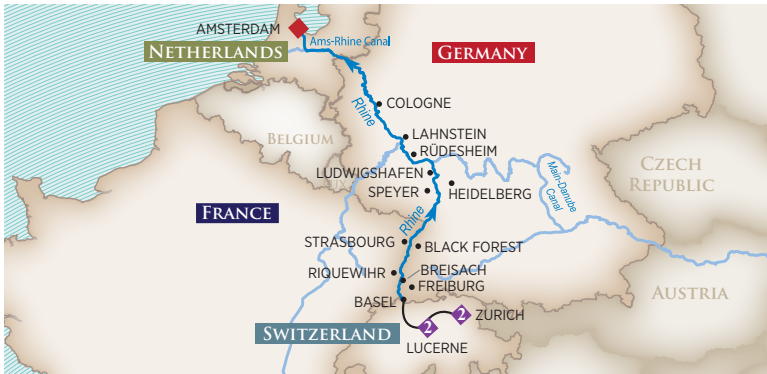 AMSTERDAM
Ams-Rhine Canal
NETHERLANDS
GERMANY
COLOGNE
Rhine
BELGIUM
LAHNSTEIN
RÜDESHEIM
LUDWIGSHAFEN
SPEYER
HEIDELBERG
Main-Danube
Canal
CZECH
REPUBLIC
LUX
FRANCE
Rhine
STRASBOURG
BLACK FOREST
RIQUEWIHR
BREISACH
FREIBURG
BASEL
AUSTRIA
SWITZERLAND
2
2
ZURICH
LUCERNE